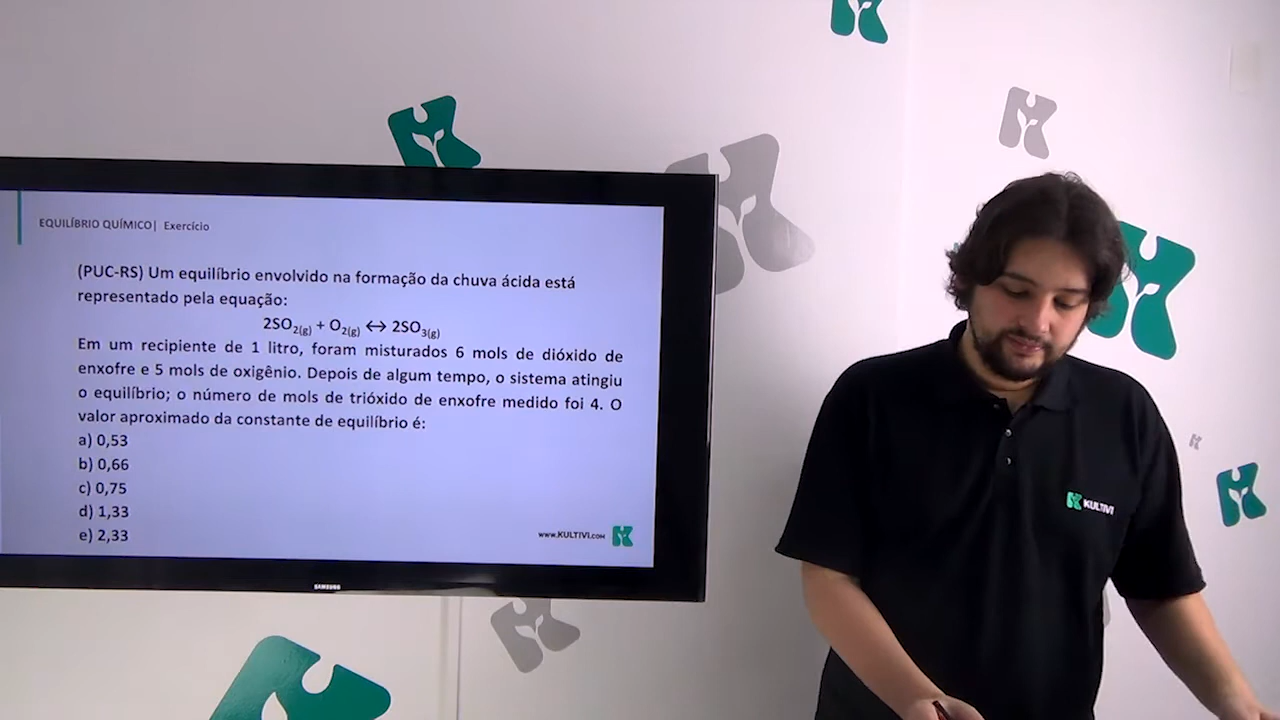 EQUILÍBRIO QUÍMICO| Exercício
(PUC-RS) Um equilíbrio envolvido na formação da chuva ácida está
representado pela equação:
2SO2(g) + O2(g) ↔ 2SO3(g)
Em um recipiente de 1 litro, foram misturados 6 mols de dióxido de
enxofre e 5 mols de oxigênio. Depois de algum tempo, o sistema atingiu
o equilíbrio; o número de mols de trióxido de enxofre medido foi 4. O
valor aproximado da constante de equilíbrio é:
a) 0,53
b) 0,66
c) 0,75
d) 1,33
e) 2,33
www.KULTIVI.COM
SAMSUNG
KULTIVI